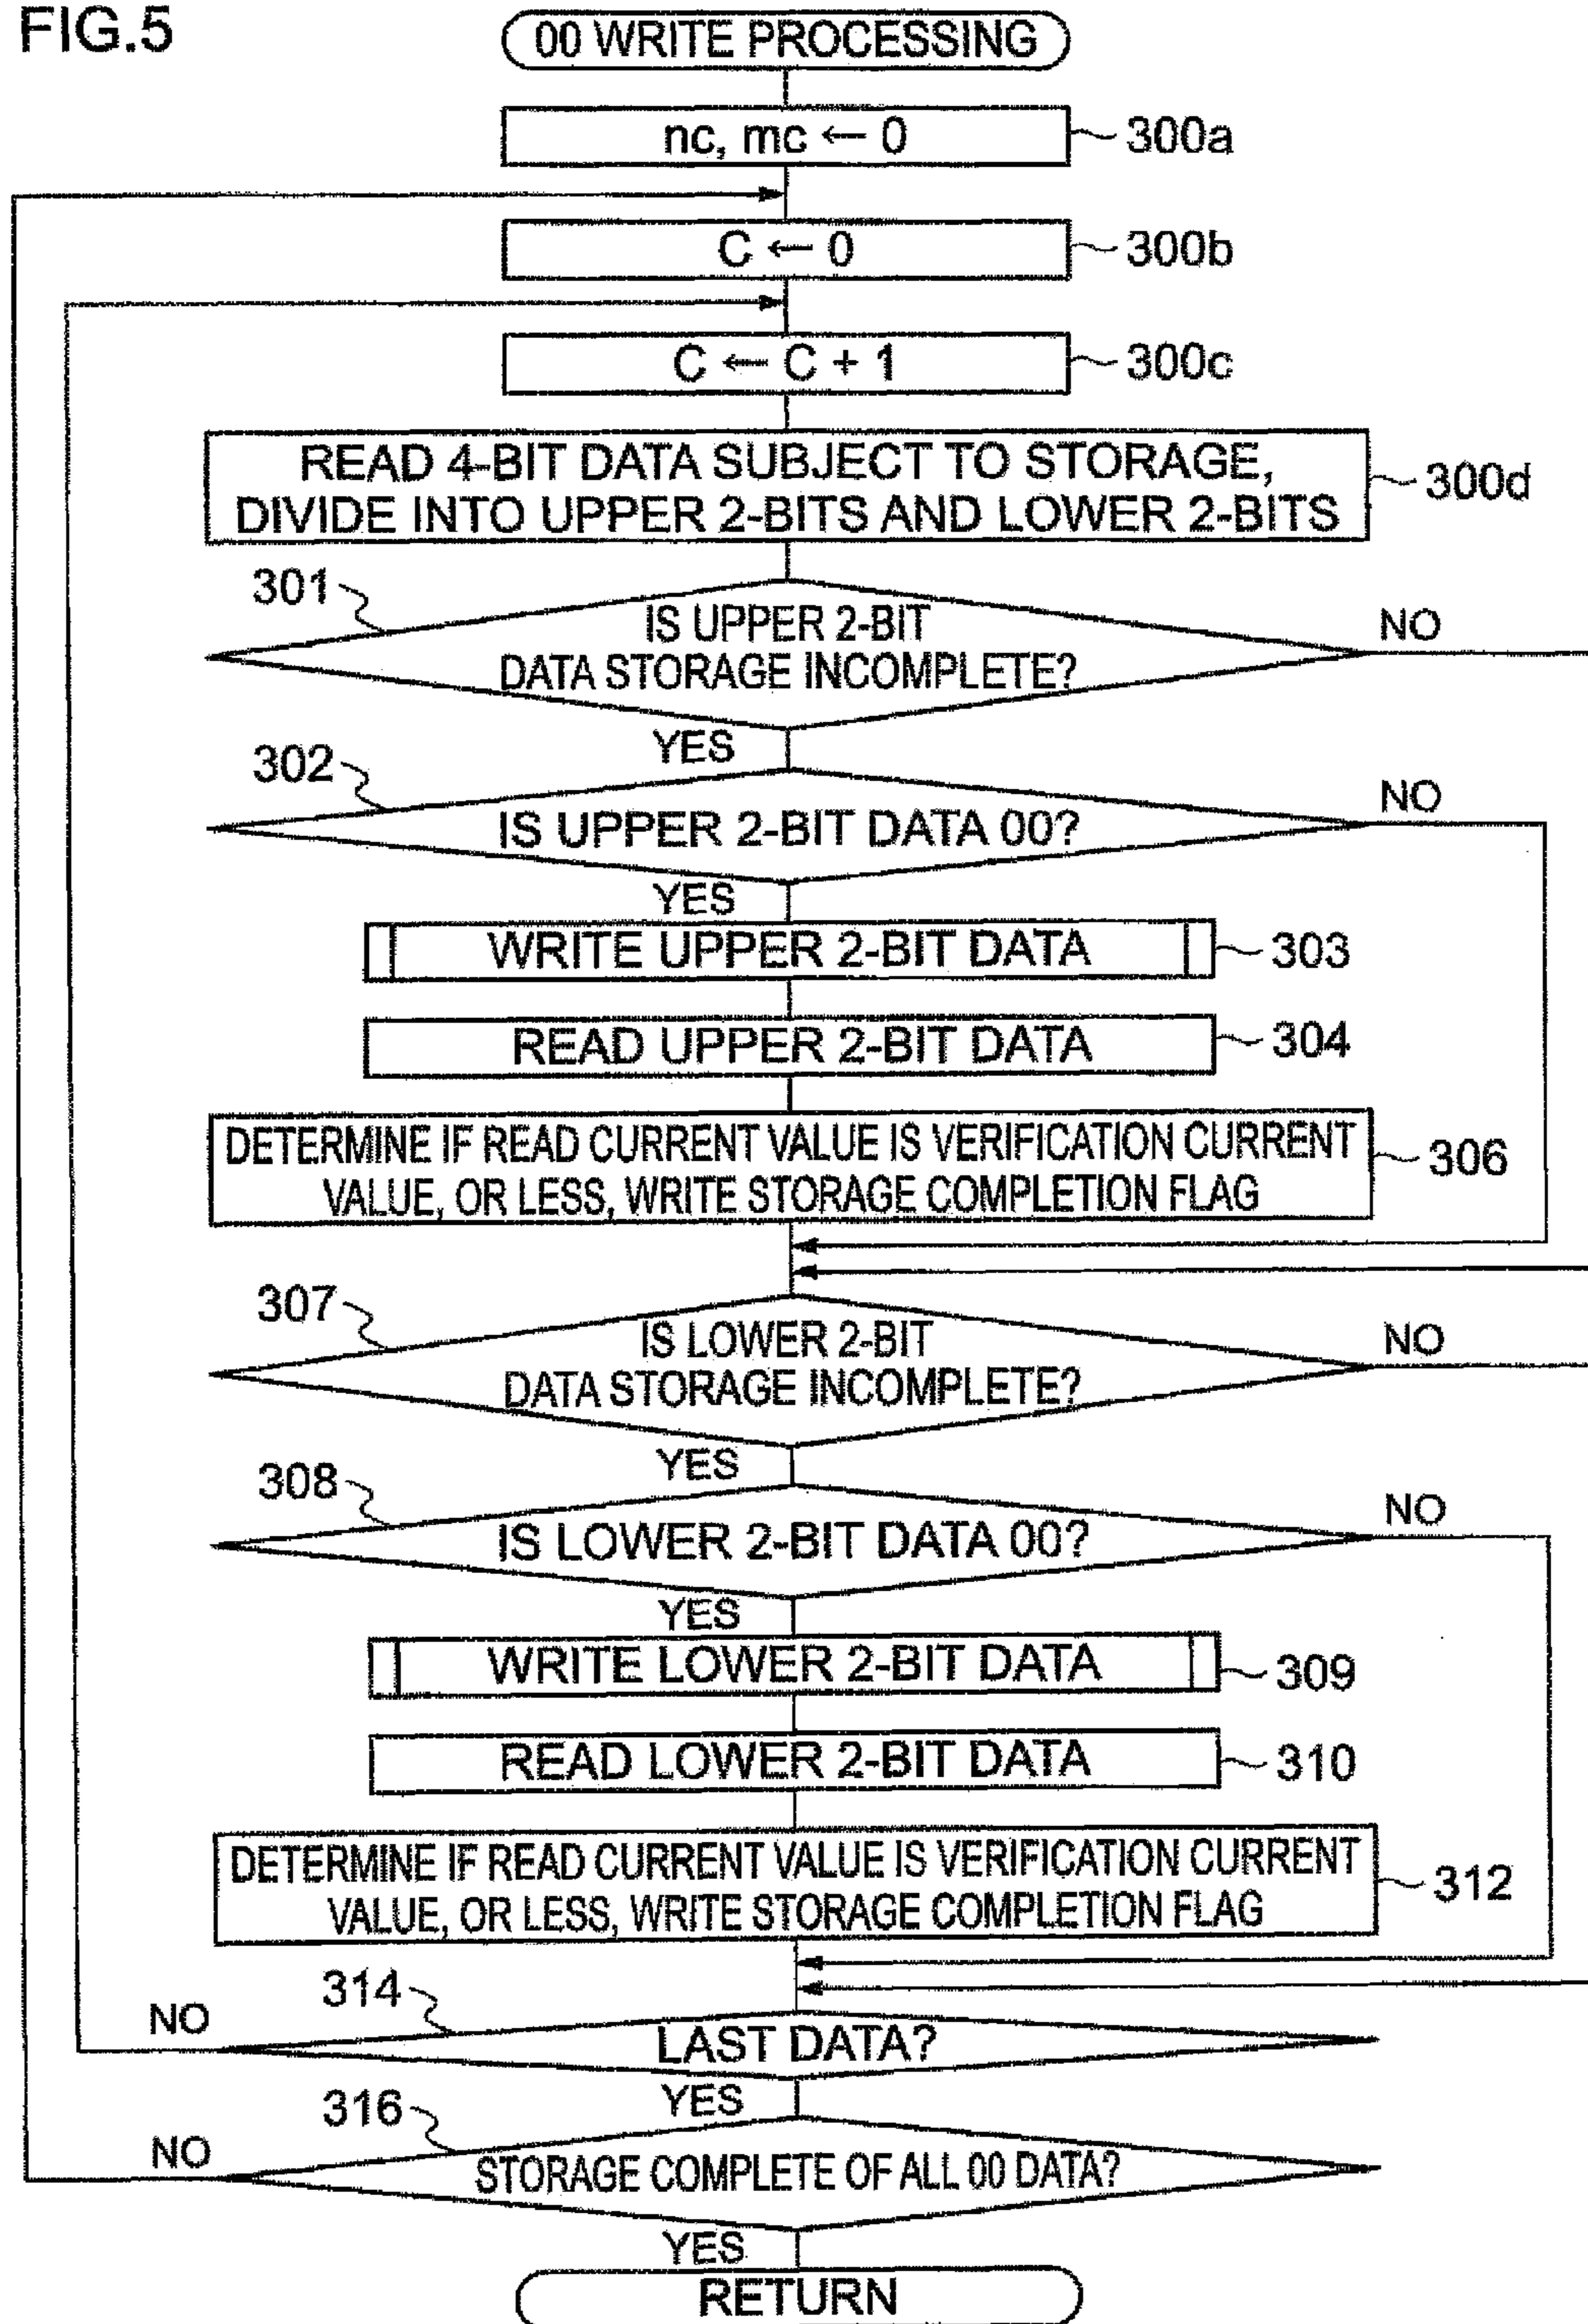 FIG.5
00 WRITE PROCESSING
nc, mc ← 0
300a
C ← 0
300b
C ← C + 1
300c
READ 4-BIT DATA SUBJECT TO STORAGE,
DIVIDE INTO UPPER 2-BITS AND LOWER 2-BITS
300d
301
IS UPPER 2-BIT
DATA STORAGE INCOMPLETE?
NO
YES
302
IS UPPER 2-BIT DATA 00?
NO
YES
WRITE UPPER 2-BIT DATA
303
READ UPPER 2-BIT DATA
304
DETERMINE IF READ CURRENT VALUE IS VERIFICATION CURRENT
VALUE, OR LESS, WRITE STORAGE COMPLETION FLAG
306
307
IS LOWER 2-BIT
DATA STORAGE INCOMPLETE?
NO
YES
308
IS LOWER 2-BIT DATA 00?
NO
YES
WRITE LOWER 2-BIT DATA
309
READ LOWER 2-BIT DATA
310
DETERMINE IF READ CURRENT VALUE IS VERIFICATION CURRENT
VALUE, OR LESS, WRITE STORAGE COMPLETION FLAG
312
314
NO
LAST DATA?
YES
316
NO
STORAGE COMPLETE OF ALL 00 DATA?
YES
RETURN